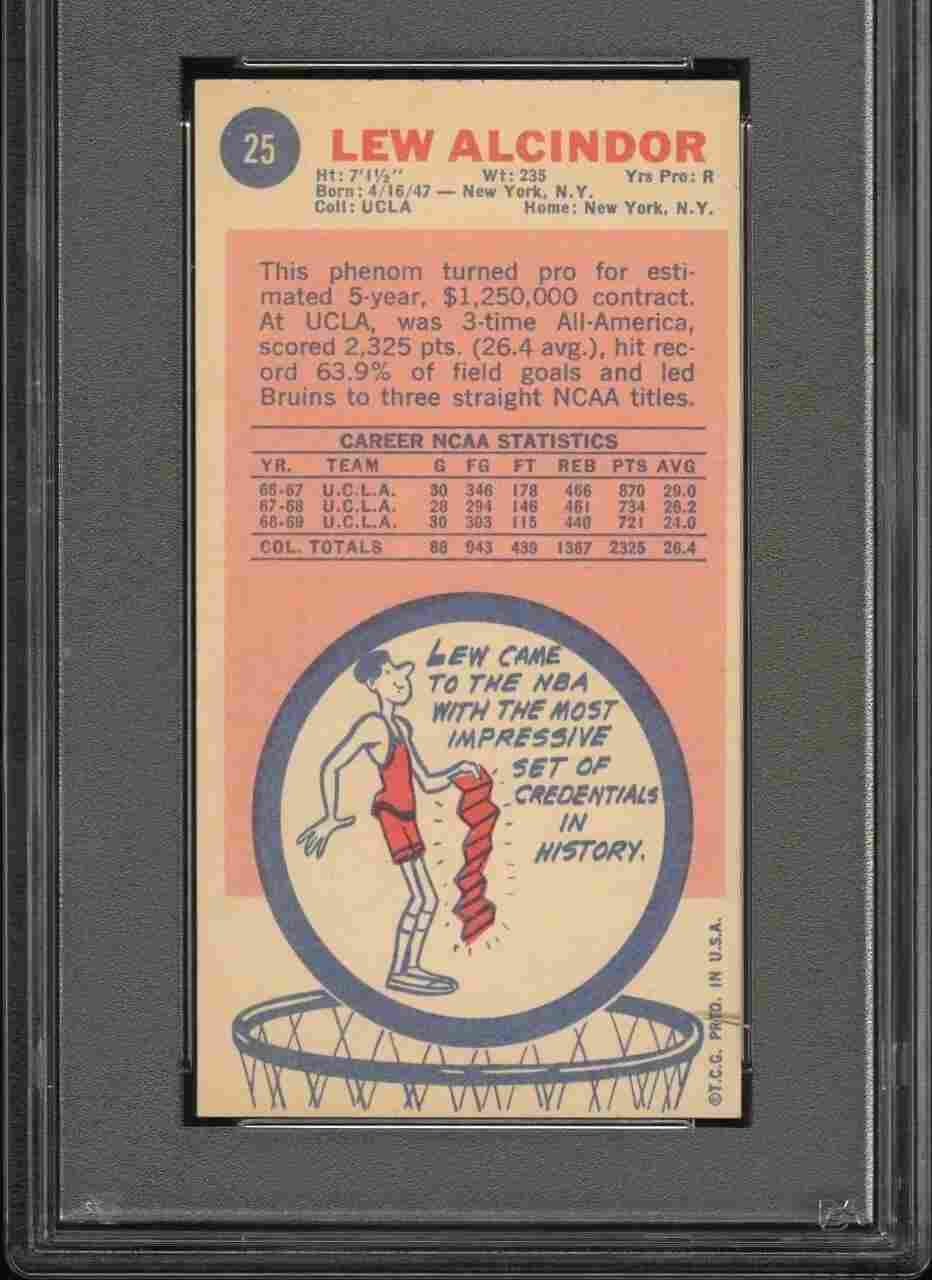 25
LEW ALCINDOR
Ht: 7'1½" Wt: 235 Yrs Pro: R
Born: 4/16/47 — New York, N.Y.
Coll: UCLA Home: New York, N.Y.
This phenom turned pro for esti-
mated 5-year, $1,250,000 contract.
At UCLA, was 3-time All-America,
scored 2,325 pts. (26.4 avg.), hit rec-
ord 63.9% of field goals and led
Bruins to three straight NCAA titles.
CAREER NCAA STATISTICS
YR. TEAM G FG FT REB PTS AVG
66-67 U.C.L.A. 30 346 178 466 870 29.0
67-68 U.C.L.A. 28 294 146 461 734 26.2
68-69 U.C.L.A. 30 303 115 440 721 24.0
COL. TOTALS 88 943 439 1367 2325 26.4
LEW CAME
TO THE NBA
WITH THE MOST
IMPRESSIVE
SET OF
CREDENTIALS
IN
HISTORY.
©T.C.G. PRTD. IN U.S.A.